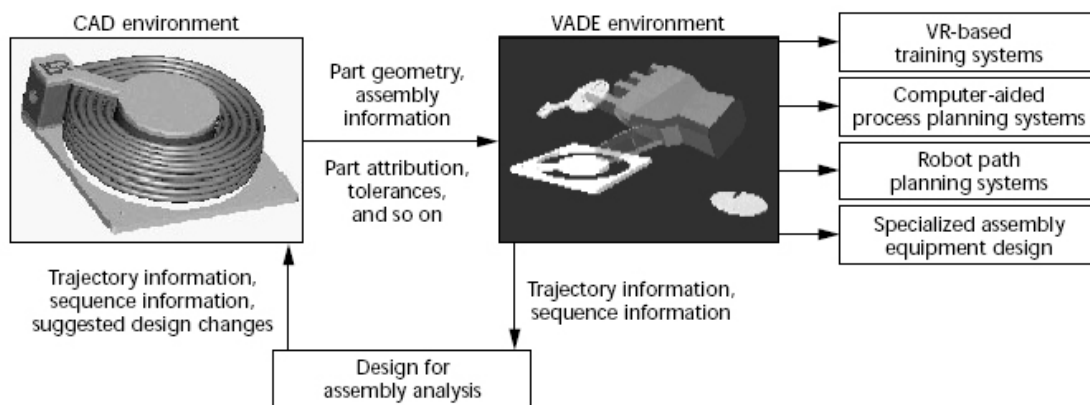 CAD environment
VADE environment
Part geometry,
assembly
information
Part attribution,
tolerances,
and so on
VR-based
training systems
Computer-aided
process planning systems
Robot path
planning systems
Specialized assembly
equipment design
Trajectory information,
sequence information,
suggested design changes
Trajectory information,
sequence information
Design for
assembly analysis